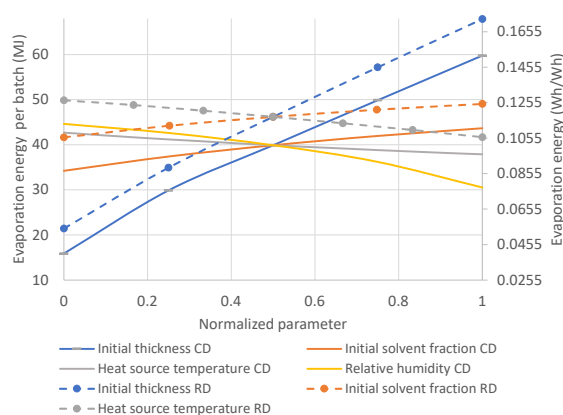 Evaporation energy per batch (MJ)
60
50
40
30
20
10
0.1655
0.1455
0.1255
0.1055
0.0855
0.0655
0.0455
0.0255
Evaporation energy (Wh/Wh)
0 0.2 0.4 0.6 0.8 1
Normalized parameter
Initial thickness CD Initial solvent fraction CD
Heat source temperature CD Relative humidity CD
Initial thickness RD Initial solvent fraction RD
Heat source temperature RD